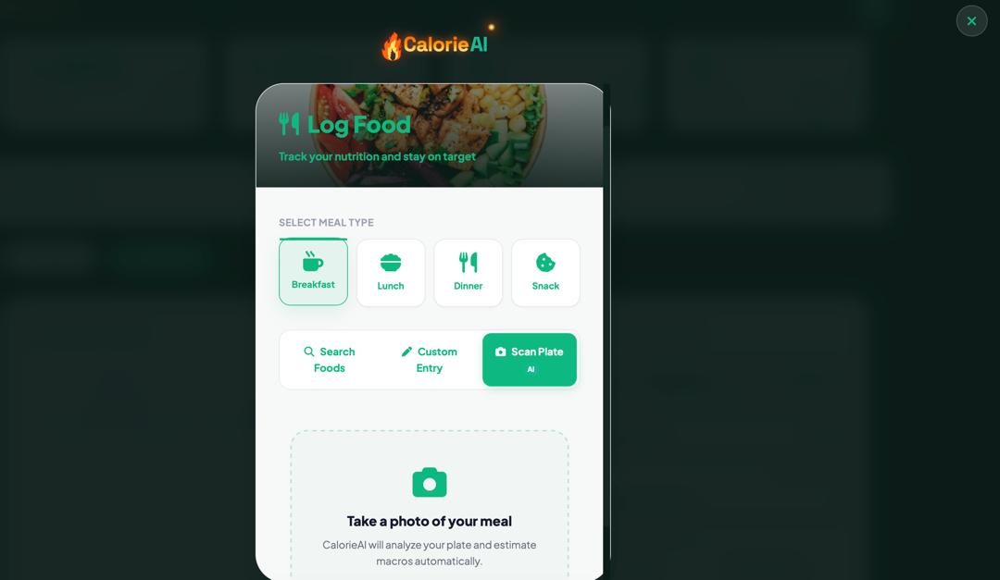 CalorieAI
Log Food
Track your nutrition and stay on target
SELECT MEAL TYPE
Breakfast
Lunch
Dinner
Snack
Search
Foods
Custom
Entry
Scan Plate
AI
Take a photo of your meal
CalorieAI will analyze your plate and estimate
macros automatically.